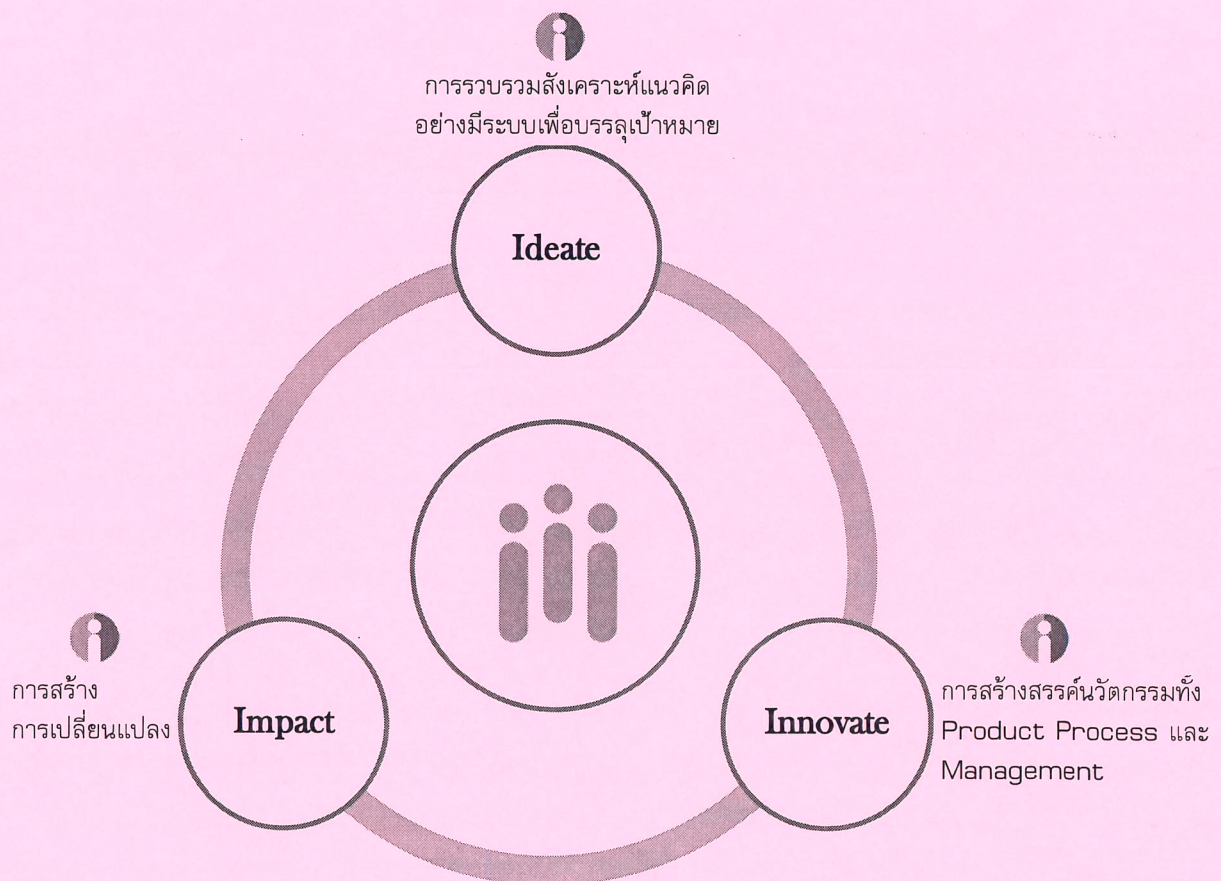 การรวบรวมสังเคราะห์แนวคิด
อย่างมีระบบเพื่อบรรลุเป้าหมาย
Ideate
การสร้าง
การเปลี่ยนแปลง
Impact
Innovate
การสร้างสรรค์นวัตกรรมทั้ง
Product Process และ
Management